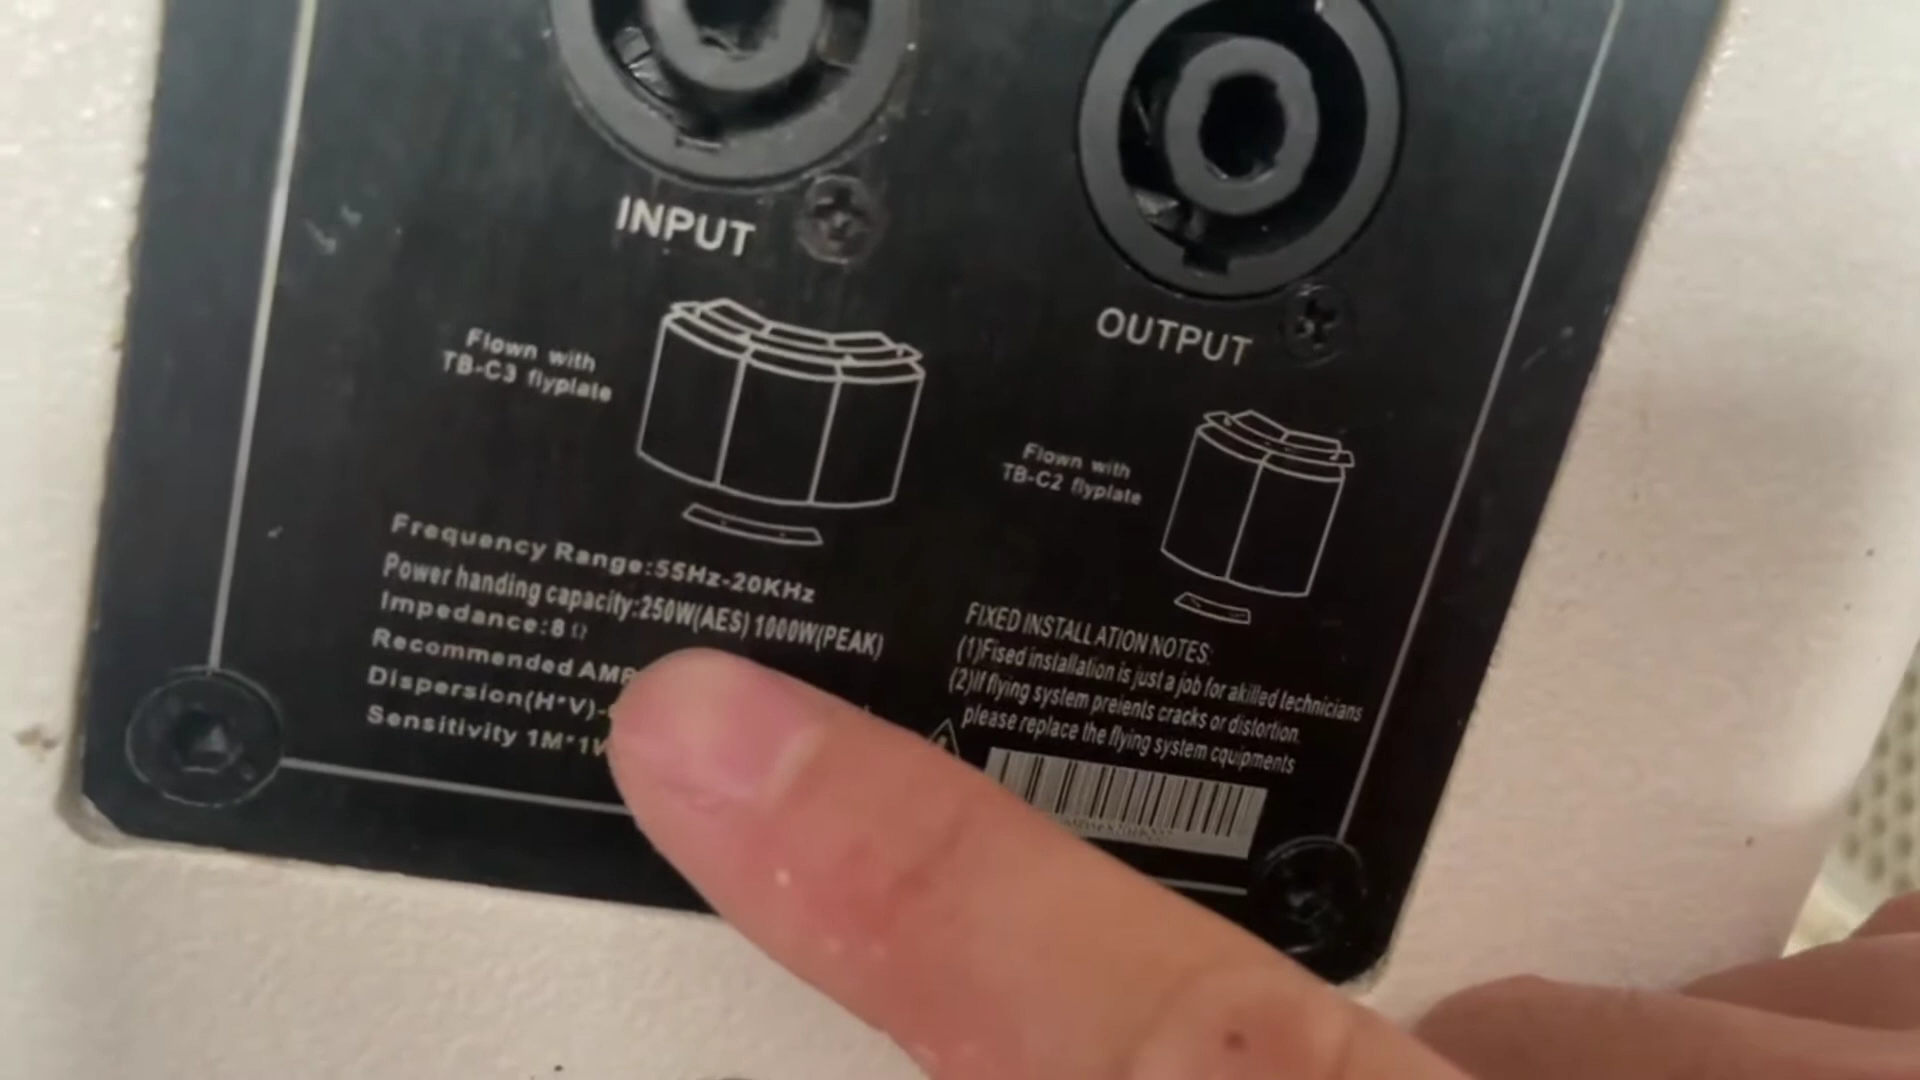 INPUT
OUTPUT
Flown with
TB-C3 flyplate
Flown with
TB-C2 flyplate
Frequency Range:55Hz-20KHz
Power handing capacity:250W(AES) 1000W(PEAK)
Impedance:8Ω
Recommended AMP
Dispersion(H*V)-
Sensitivity 1M*1W
FIXED INSTALLATION NOTES:
(1)Fised installation is just a job for akilled technicians
(2)If flying system preients cracks or distortion.
please replace the flying system cquipments